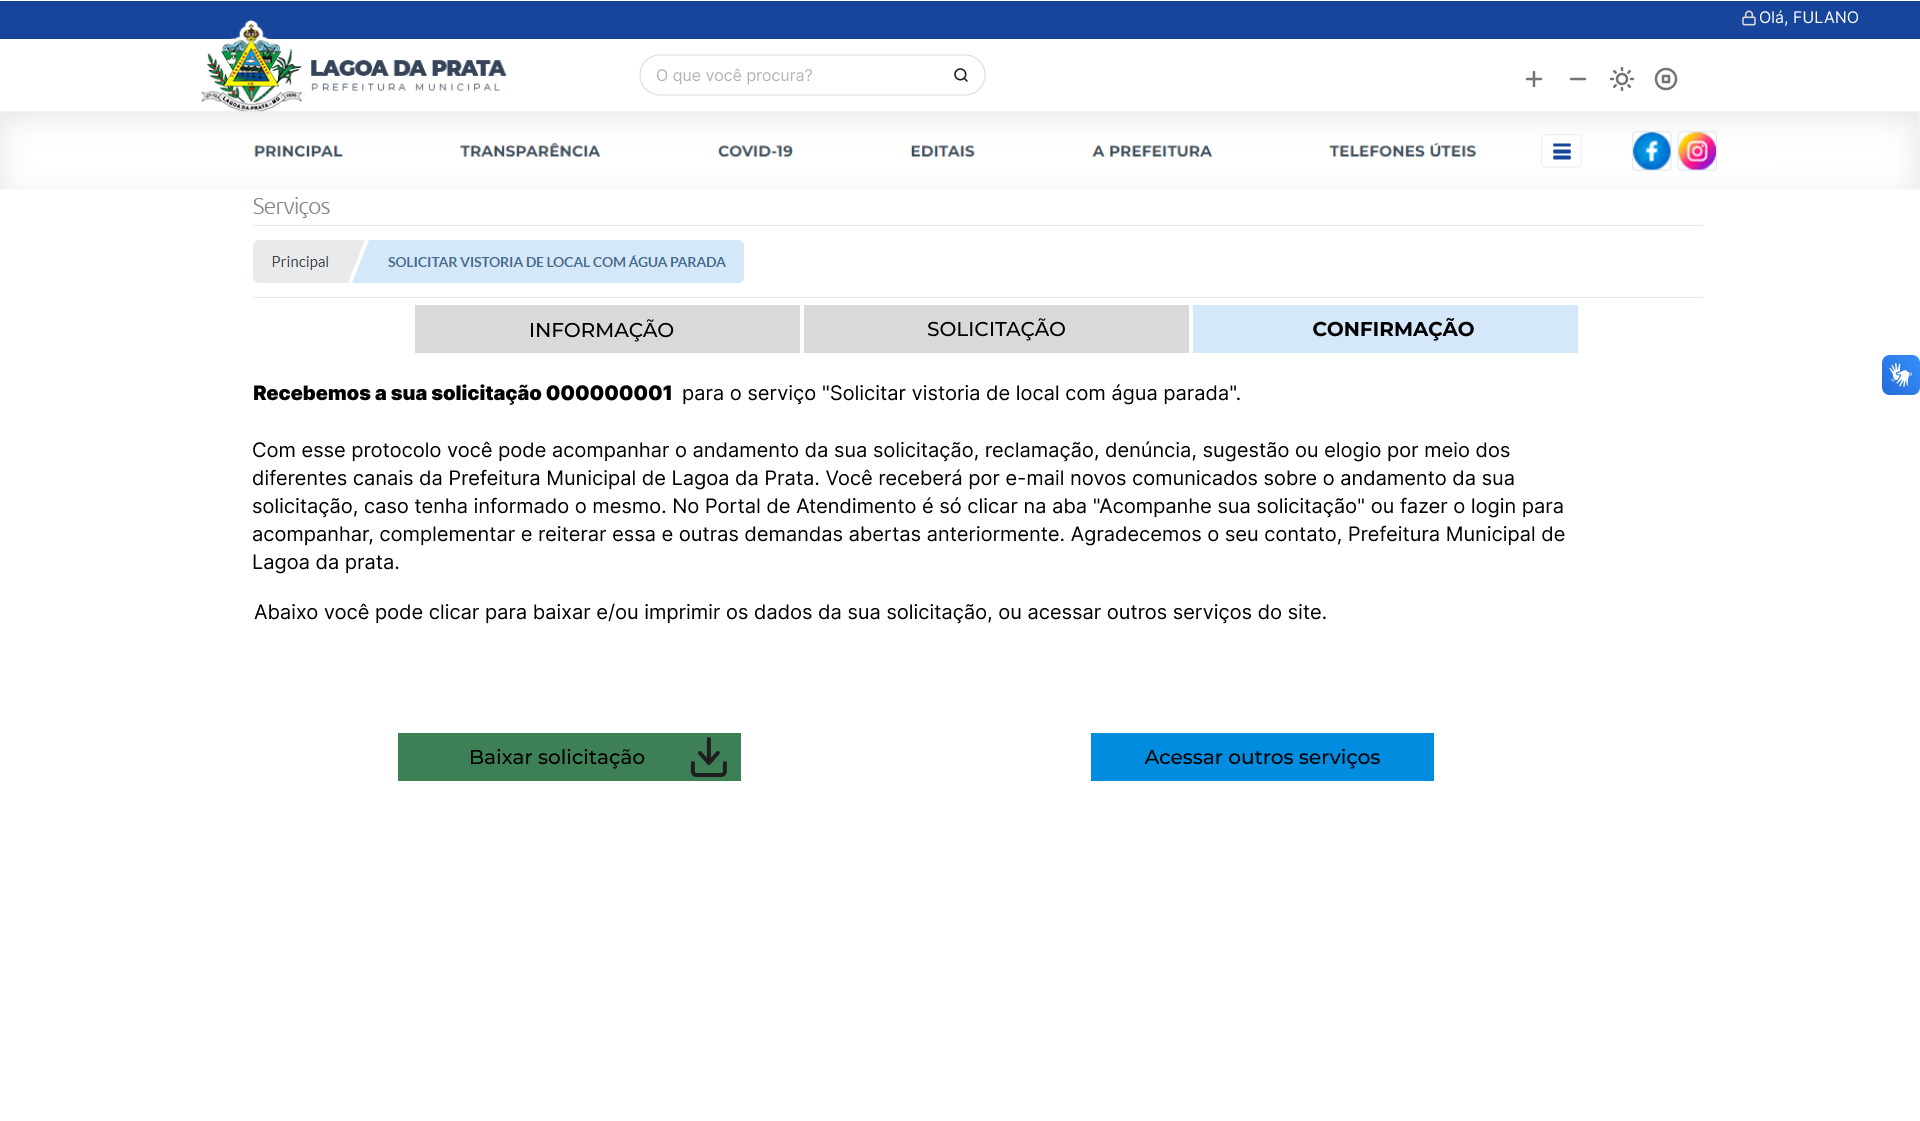 Olá, FULANO
LAGOA DA PRATA
PREFEITURA MUNICIPAL
LAGOA DA PRATA - MG
O que você procura?
PRINCIPAL
TRANSPARÊNCIA
COVID-19
EDITAIS
A PREFEITURA
TELEFONES ÚTEIS
Serviços
Principal
SOLICITAR VISTORIA DE LOCAL COM ÁGUA PARADA
INFORMAÇÃO
SOLICITAÇÃO
CONFIRMAÇÃO
Recebemos a sua solicitação 000000001 para o serviço "Solicitar vistoria de local com água parada".
Com esse protocolo você pode acompanhar o andamento da sua solicitação, reclamação, denúncia, sugestão ou elogio por meio dos
diferentes canais da Prefeitura Municipal de Lagoa da Prata. Você receberá por e-mail novos comunicados sobre o andamento da sua
solicitação, caso tenha informado o mesmo. No Portal de Atendimento é só clicar na aba "Acompanhe sua solicitação" ou fazer o login para
acompanhar, complementar e reiterar essa e outras demandas abertas anteriormente. Agradecemos o seu contato, Prefeitura Municipal de
Lagoa da prata.
Abaixo você pode clicar para baixar e/ou imprimir os dados da sua solicitação, ou acessar outros serviços do site.
Baixar solicitação
Acessar outros serviços